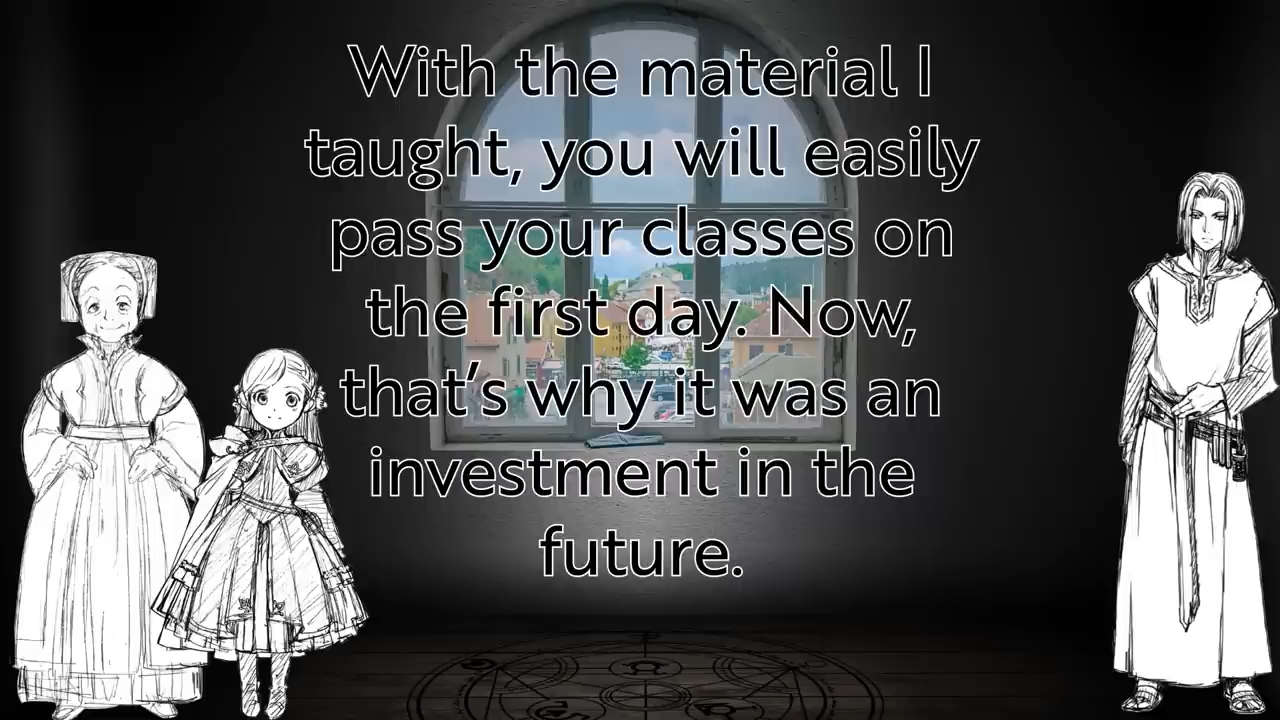 With the material I
taught, you will easily
pass your classes on
the first day. Now,
that's why it was an
investment in the
future.